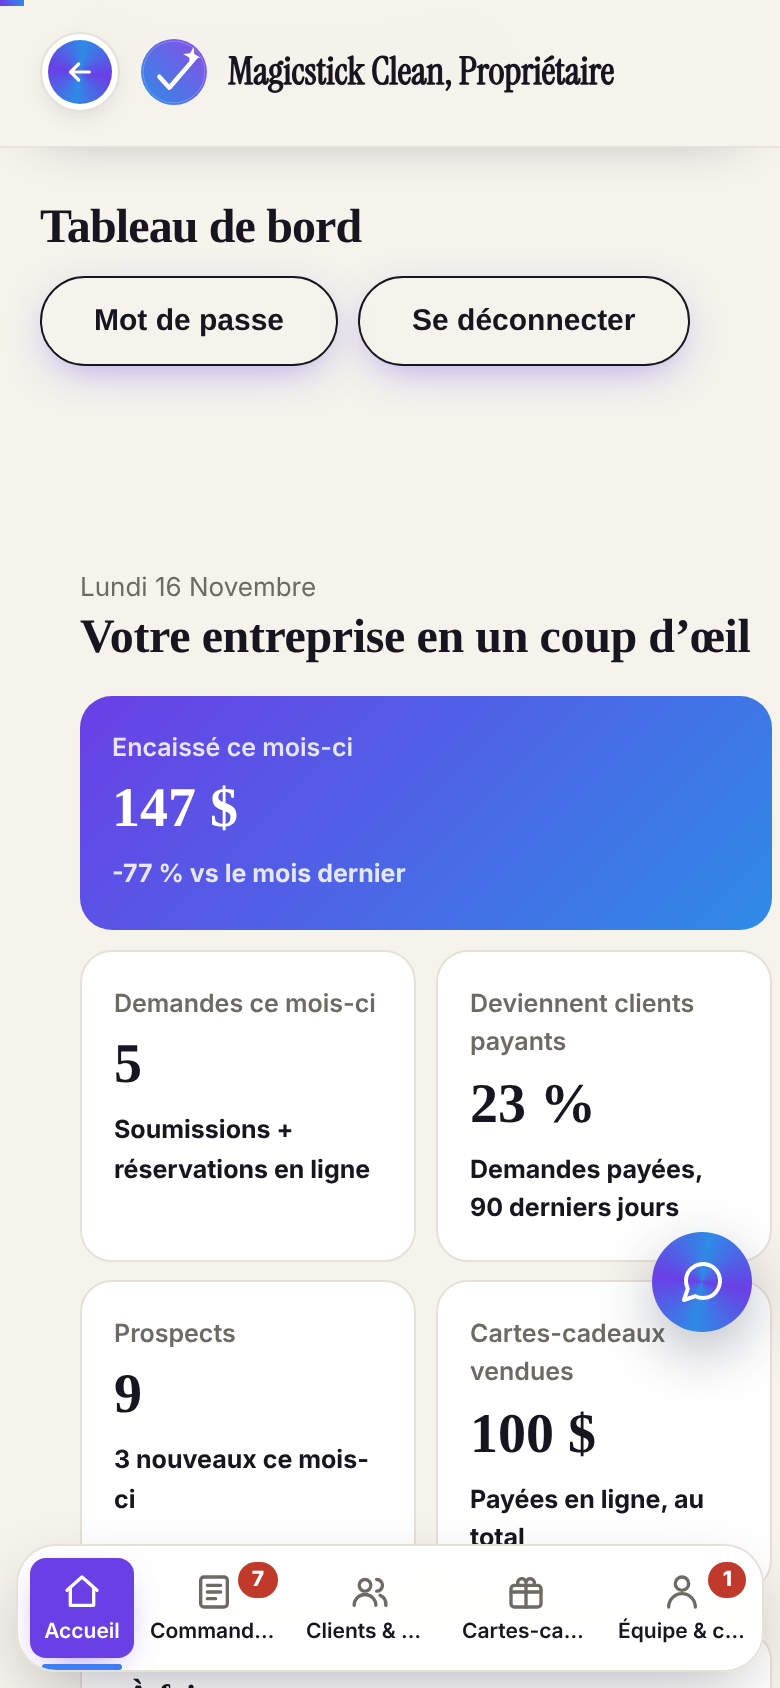 Magicstick Clean, Propriétaire
Tableau de bord
Mot de passe
Se déconnecter
Lundi 16 Novembre
Votre entreprise en un coup d’œil
Encaissé ce mois-ci
147 $
-77 % vs le mois dernier
Demandes ce mois-ci
5
Soumissions +
réservations en ligne
Deviennent clients
payants
23 %
Demandes payées,
90 derniers jours
Prospects
9
3 nouveaux ce mois-
ci
Cartes-cadeaux
vendues
100 $
Payées en ligne, au
total
Accueil
7
Command...
Clients & ...
Cartes-ca...
1
Équipe & c...